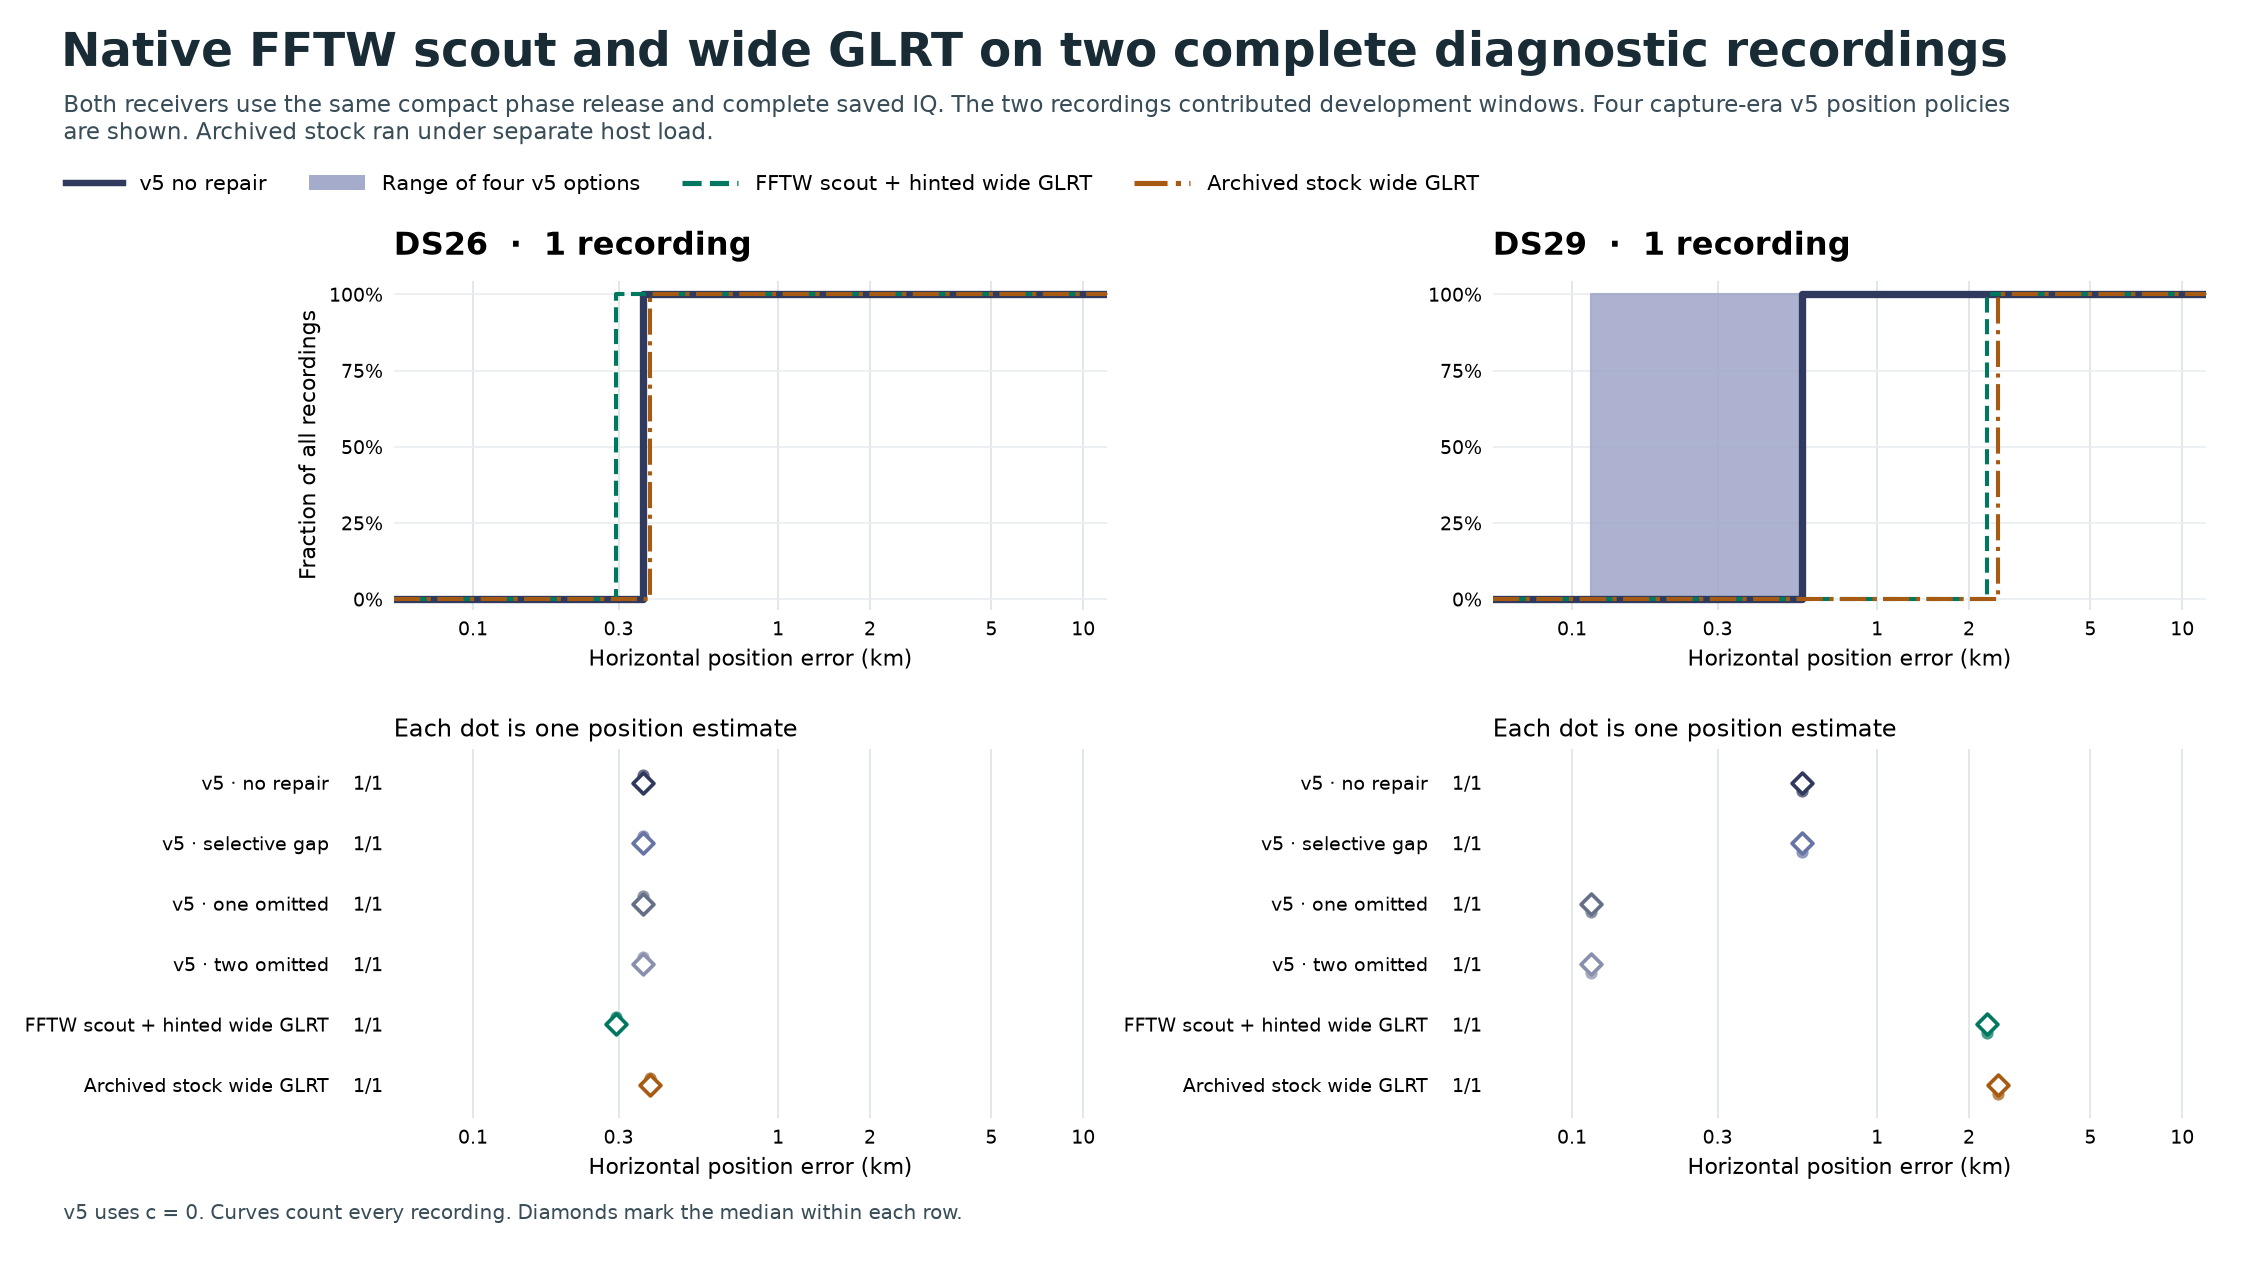 Native FFTW scout and wide GLRT on two complete diagnostic recordings
Both receivers use the same compact phase release and complete saved IQ. The two recordings contributed development windows. Four capture-era v5 position policies
are shown. Archived stock ran under separate host load.
v5 no repair
Range of four v5 options
FFTW scout + hinted wide GLRT
Archived stock wide GLRT
DS26 · 1 recording
Fraction of all recordings
100%
75%
50%
25%
0%
0.1 0.3 1 2 5 10
Horizontal position error (km)
DS29 · 1 recording
100%
75%
50%
25%
0%
0.1 0.3 1 2 5 10
Horizontal position error (km)
Each dot is one position estimate
v5 · no repair 1/1
v5 · selective gap 1/1
v5 · one omitted 1/1
v5 · two omitted 1/1
FFTW scout + hinted wide GLRT 1/1
Archived stock wide GLRT 1/1
0.1 0.3 1 2 5 10
Horizontal position error (km)
Each dot is one position estimate
v5 · no repair 1/1
v5 · selective gap 1/1
v5 · one omitted 1/1
v5 · two omitted 1/1
FFTW scout + hinted wide GLRT 1/1
Archived stock wide GLRT 1/1
0.1 0.3 1 2 5 10
Horizontal position error (km)
v5 uses c = 0. Curves count every recording. Diamonds mark the median within each row.